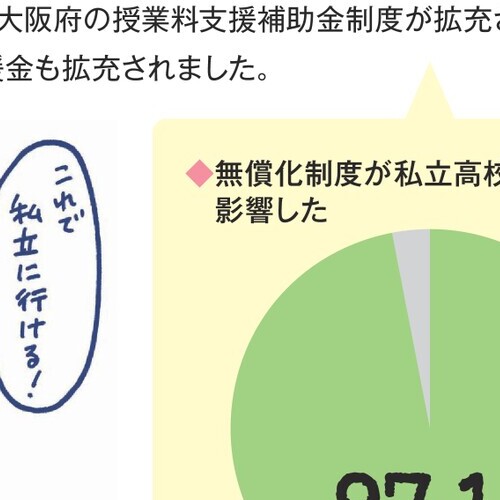 大阪府の授業料支援補助金制度が拡充
金も拡充されました。
これで
私立に行ける!
◆無償化制度が私立高校
影響した
97.1